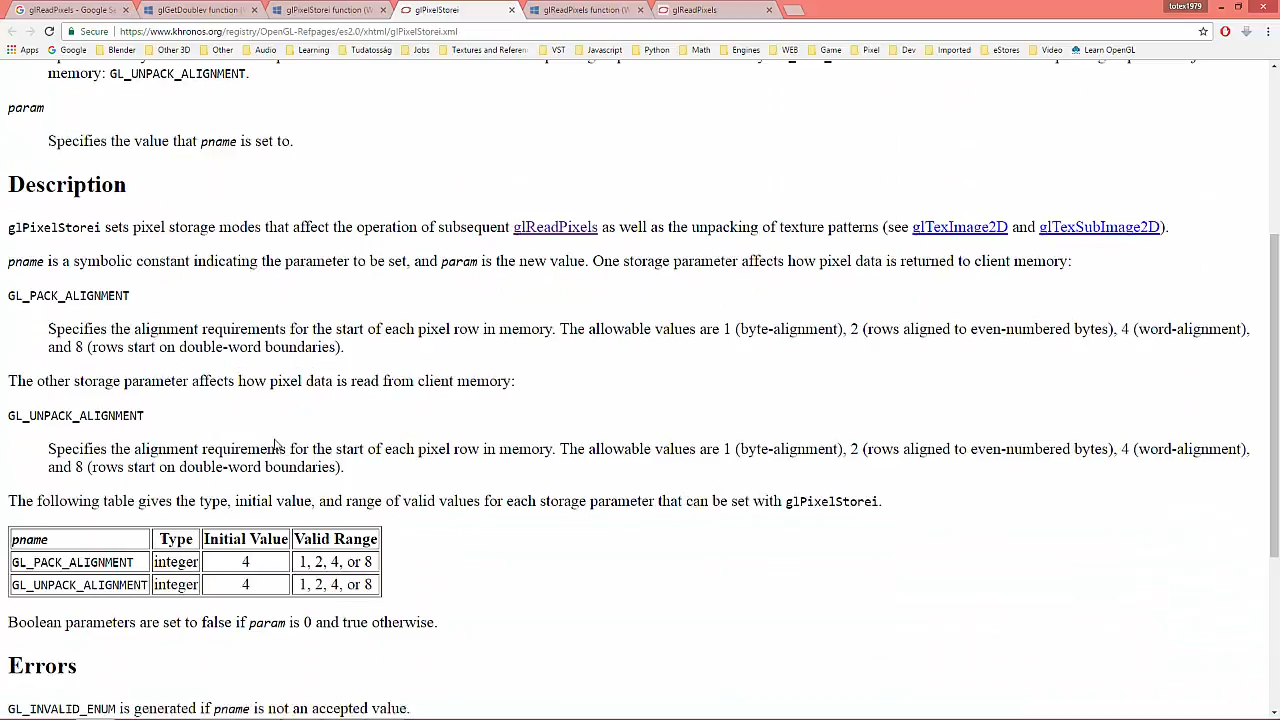 glReadPixels - Google Se
glGetDoublev function (
glPixelStorei function (W
glPixelStorei
glReadPixels function (W
glReadPixels
lotex1979
Secure
https://www.khronos.org/registry/OpenGL-Refpages/es2.0/xhtml/glPixelStorei.xml
Apps Google Blender Other 3D Other Audio Learning Tudatosság Jobs Textures and Referen VST Javascript Python Math Engines WEB Game Pixel Dev Imported eStores Video Learn OpenGL
memory: GL_UNPACK_ALIGNMENT.
param
Specifies the value that pname is set to.
Description
glPixelStorei sets pixel storage modes that affect the operation of subsequent glReadPixels as well as the unpacking of texture patterns (see glTexImage2D and glTexSubImage2D).
pname is a symbolic constant indicating the parameter to be set, and param is the new value. One storage parameter affects how pixel data is returned to client memory:
GL_PACK_ALIGNMENT
Specifies the alignment requirements for the start of each pixel row in memory. The allowable values are 1 (byte-alignment), 2 (rows aligned to even-numbered bytes), 4 (word-alignment),
and 8 (rows start on double-word boundaries).
The other storage parameter affects how pixel data is read from client memory:
GL_UNPACK_ALIGNMENT
Specifies the alignment requirements for the start of each pixel row in memory. The allowable values are 1 (byte-alignment), 2 (rows aligned to even-numbered bytes), 4 (word-alignment),
and 8 (rows start on double-word boundaries).
The following table gives the type, initial value, and range of valid values for each storage parameter that can be set with glPixelStorei.
pname Type Initial Value Valid Range
GL_PACK_ALIGNMENT integer 4 1, 2, 4, or 8
GL_UNPACK_ALIGNMENT integer 4 1, 2, 4, or 8
Boolean parameters are set to false if param is 0 and true otherwise.
Errors
GL_INVALID_ENUM is generated if pname is not an accepted value.